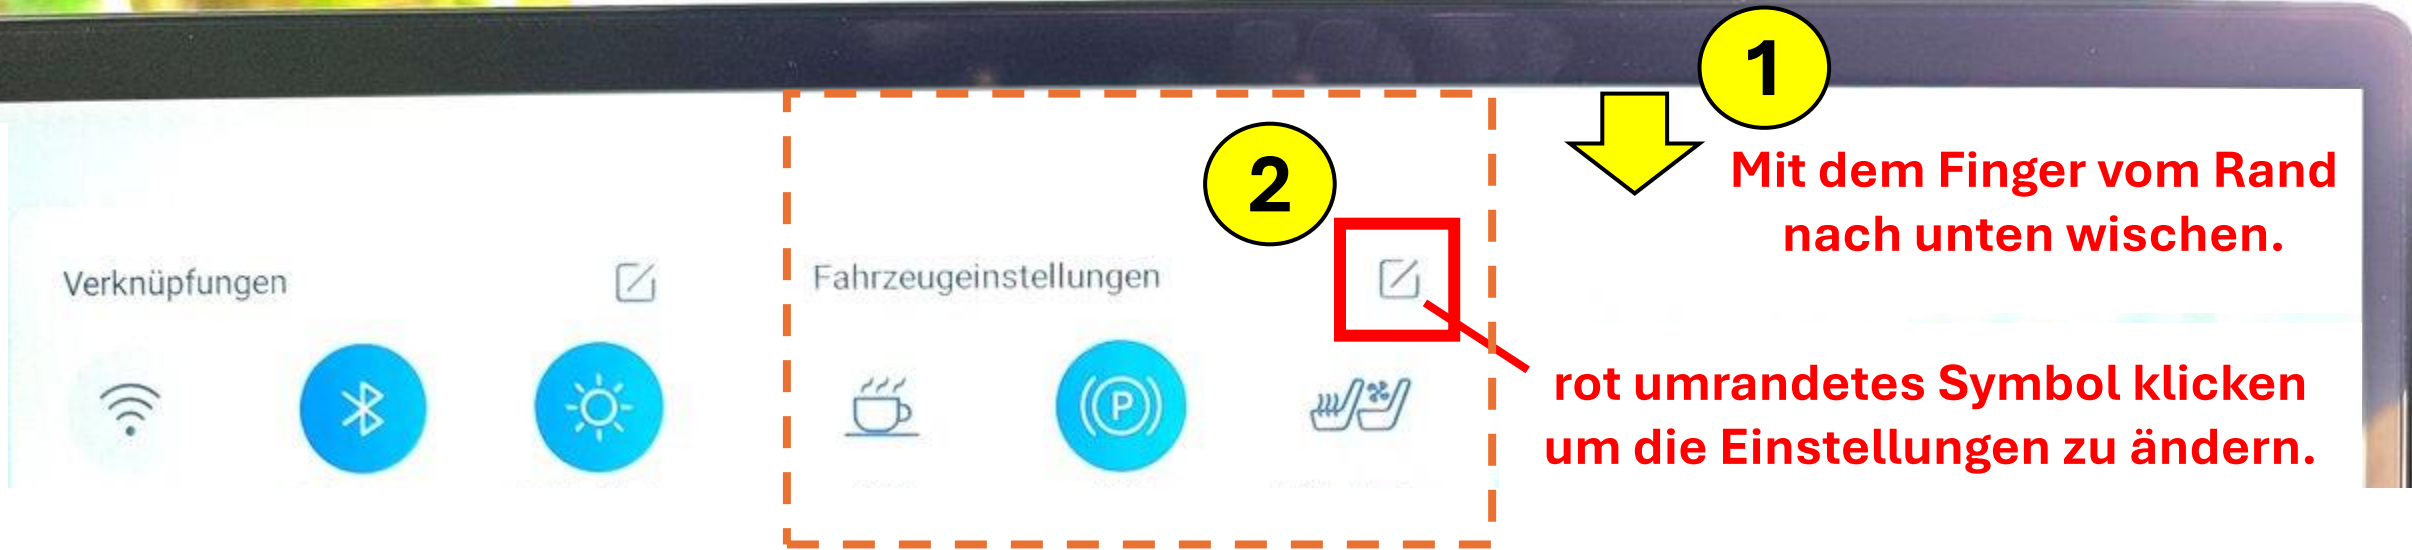 1
Mit dem Finger vom Rand
nach unten wischen.
2
Verknüpfungen
Fahrzeugeinstellungen
rot umrandetes Symbol klicken
um die Einstellungen zu ändern.
(P)